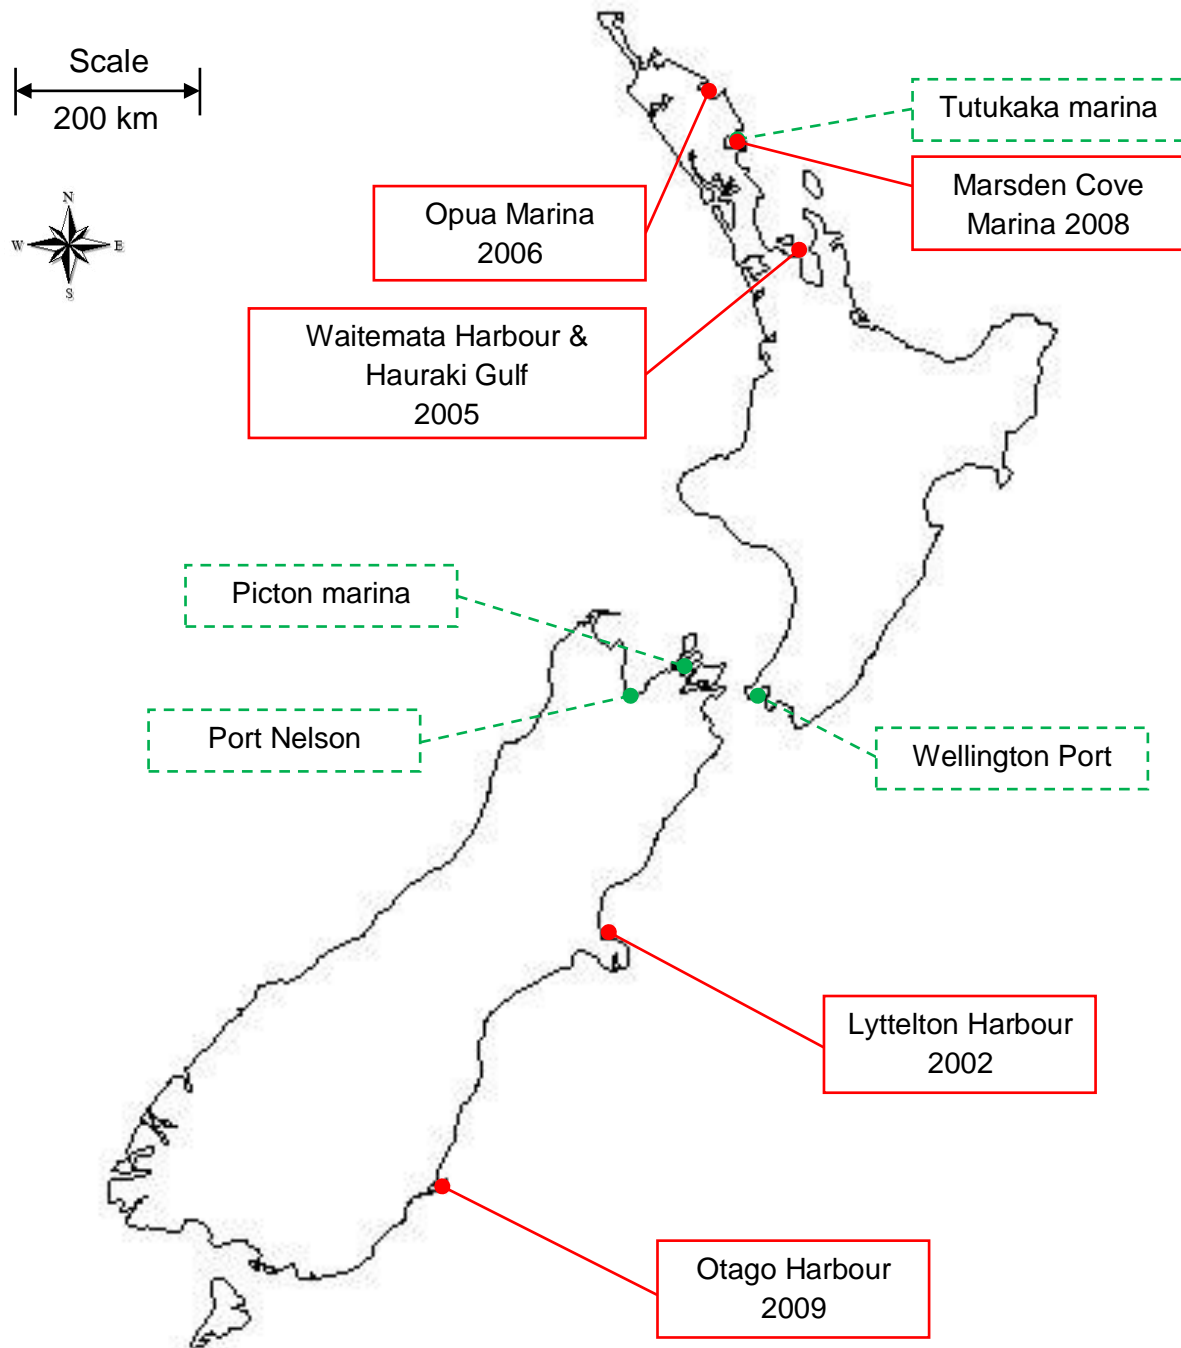 Scale
200 km
N
W
E
S
Tutukaka marina
Marsden Cove
Marina 2008
Opua Marina
2006
Waitemata Harbour &
Hauraki Gulf
2005
Picton marina
Port Nelson
Wellington Port
Lyttelton Harbour
2002
Otago Harbour
2009